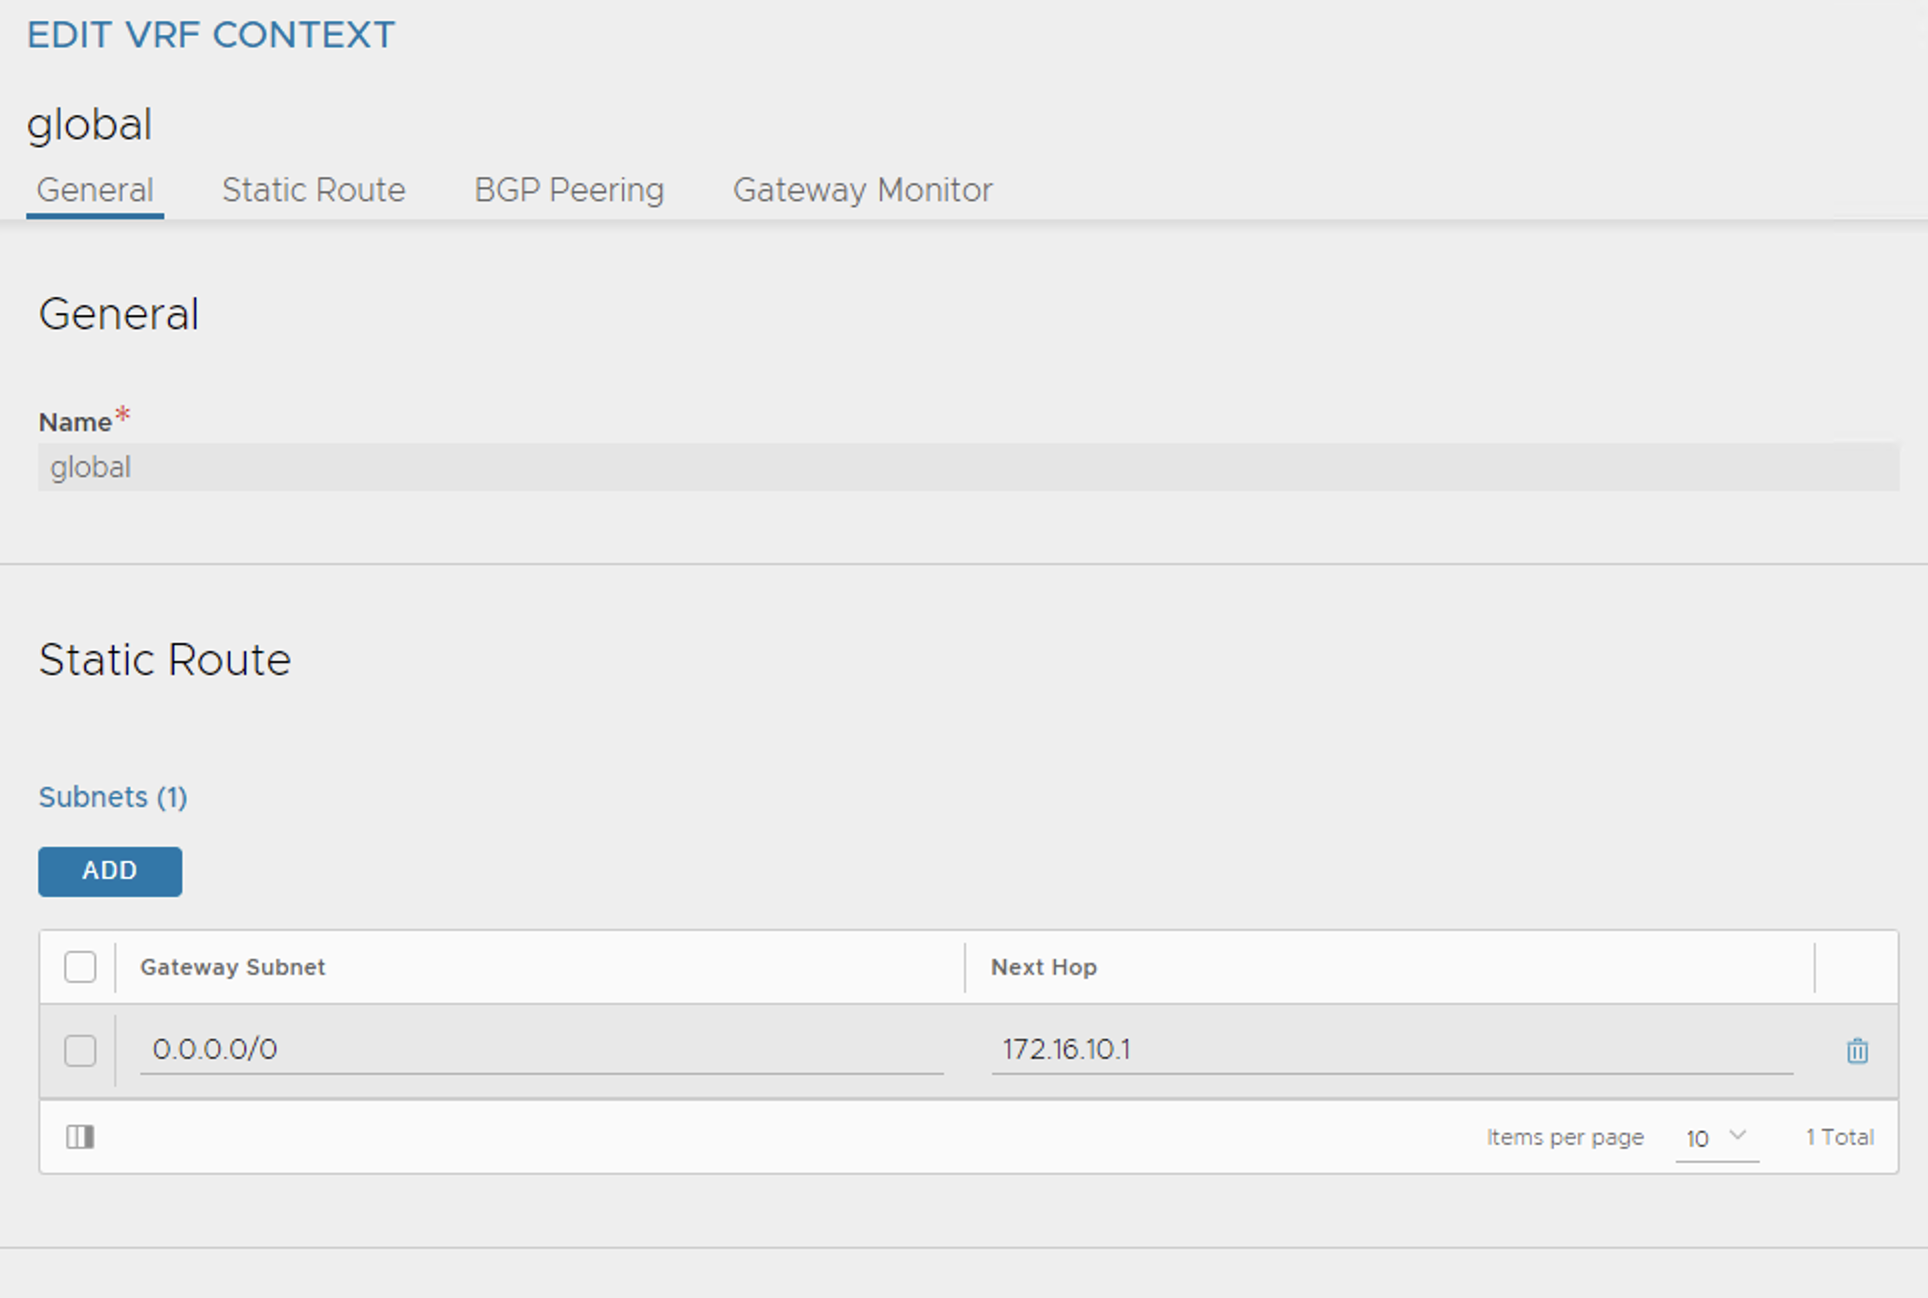 EDIT VRF CONTEXT
global
General Static Route BGP Peering Gateway Monitor
General
Name*
global
Static Route
Subnets (1)
ADD
Gateway Subnet Next Hop
0.0.0.0/0 172.16.10.1
Items per page 10 1 Total